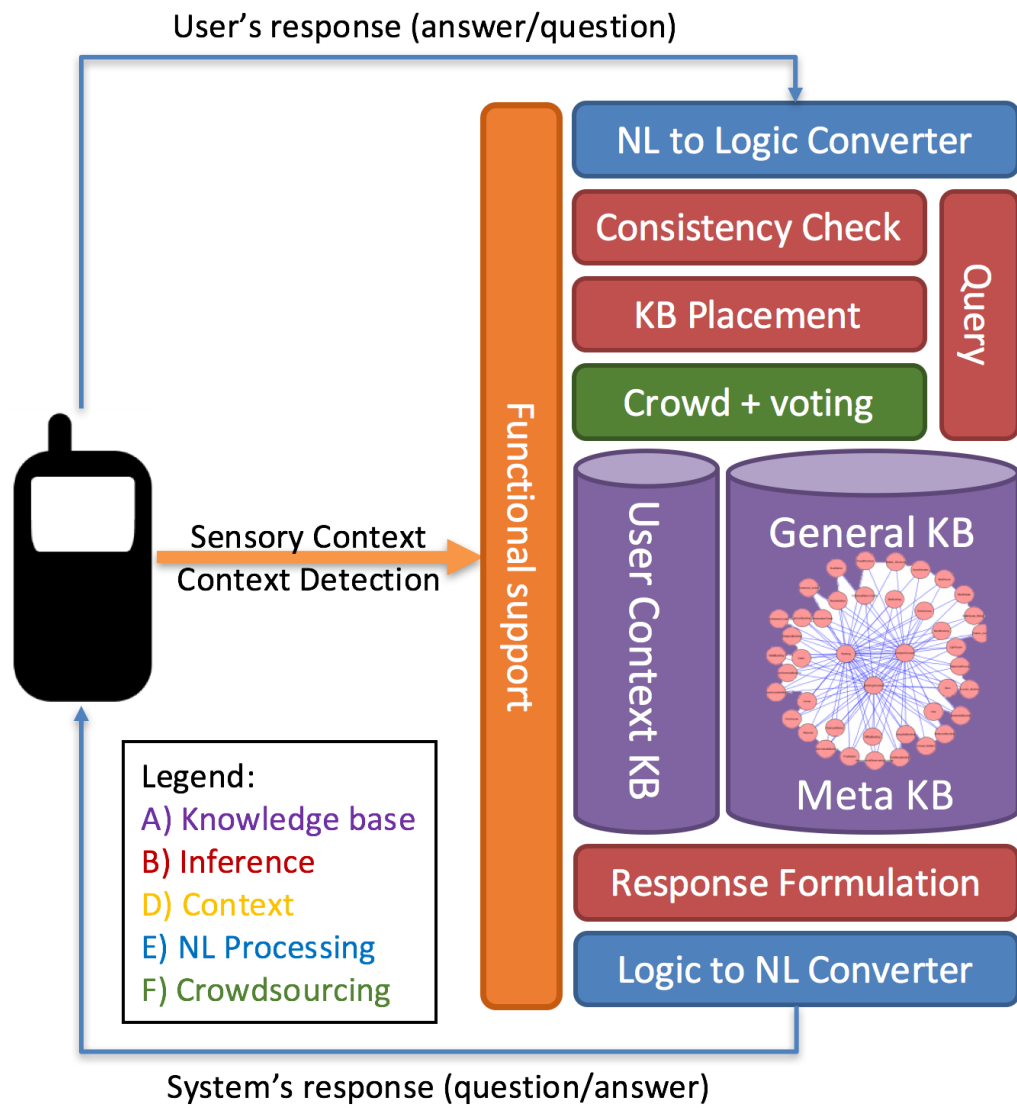 User’s response (answer/question)
NL to Logic Converter
Consistency Check
KB Placement
Query
Crowd + voting
Functional support
Sensory Context
Context Detection
User Context KB
General KB
Meta KB
Legend:
A) Knowledge base
B) Inference
D) Context
E) NL Processing
F) Crowdsourcing
Response Formulation
Logic to NL Converter
System’s response (question/answer)